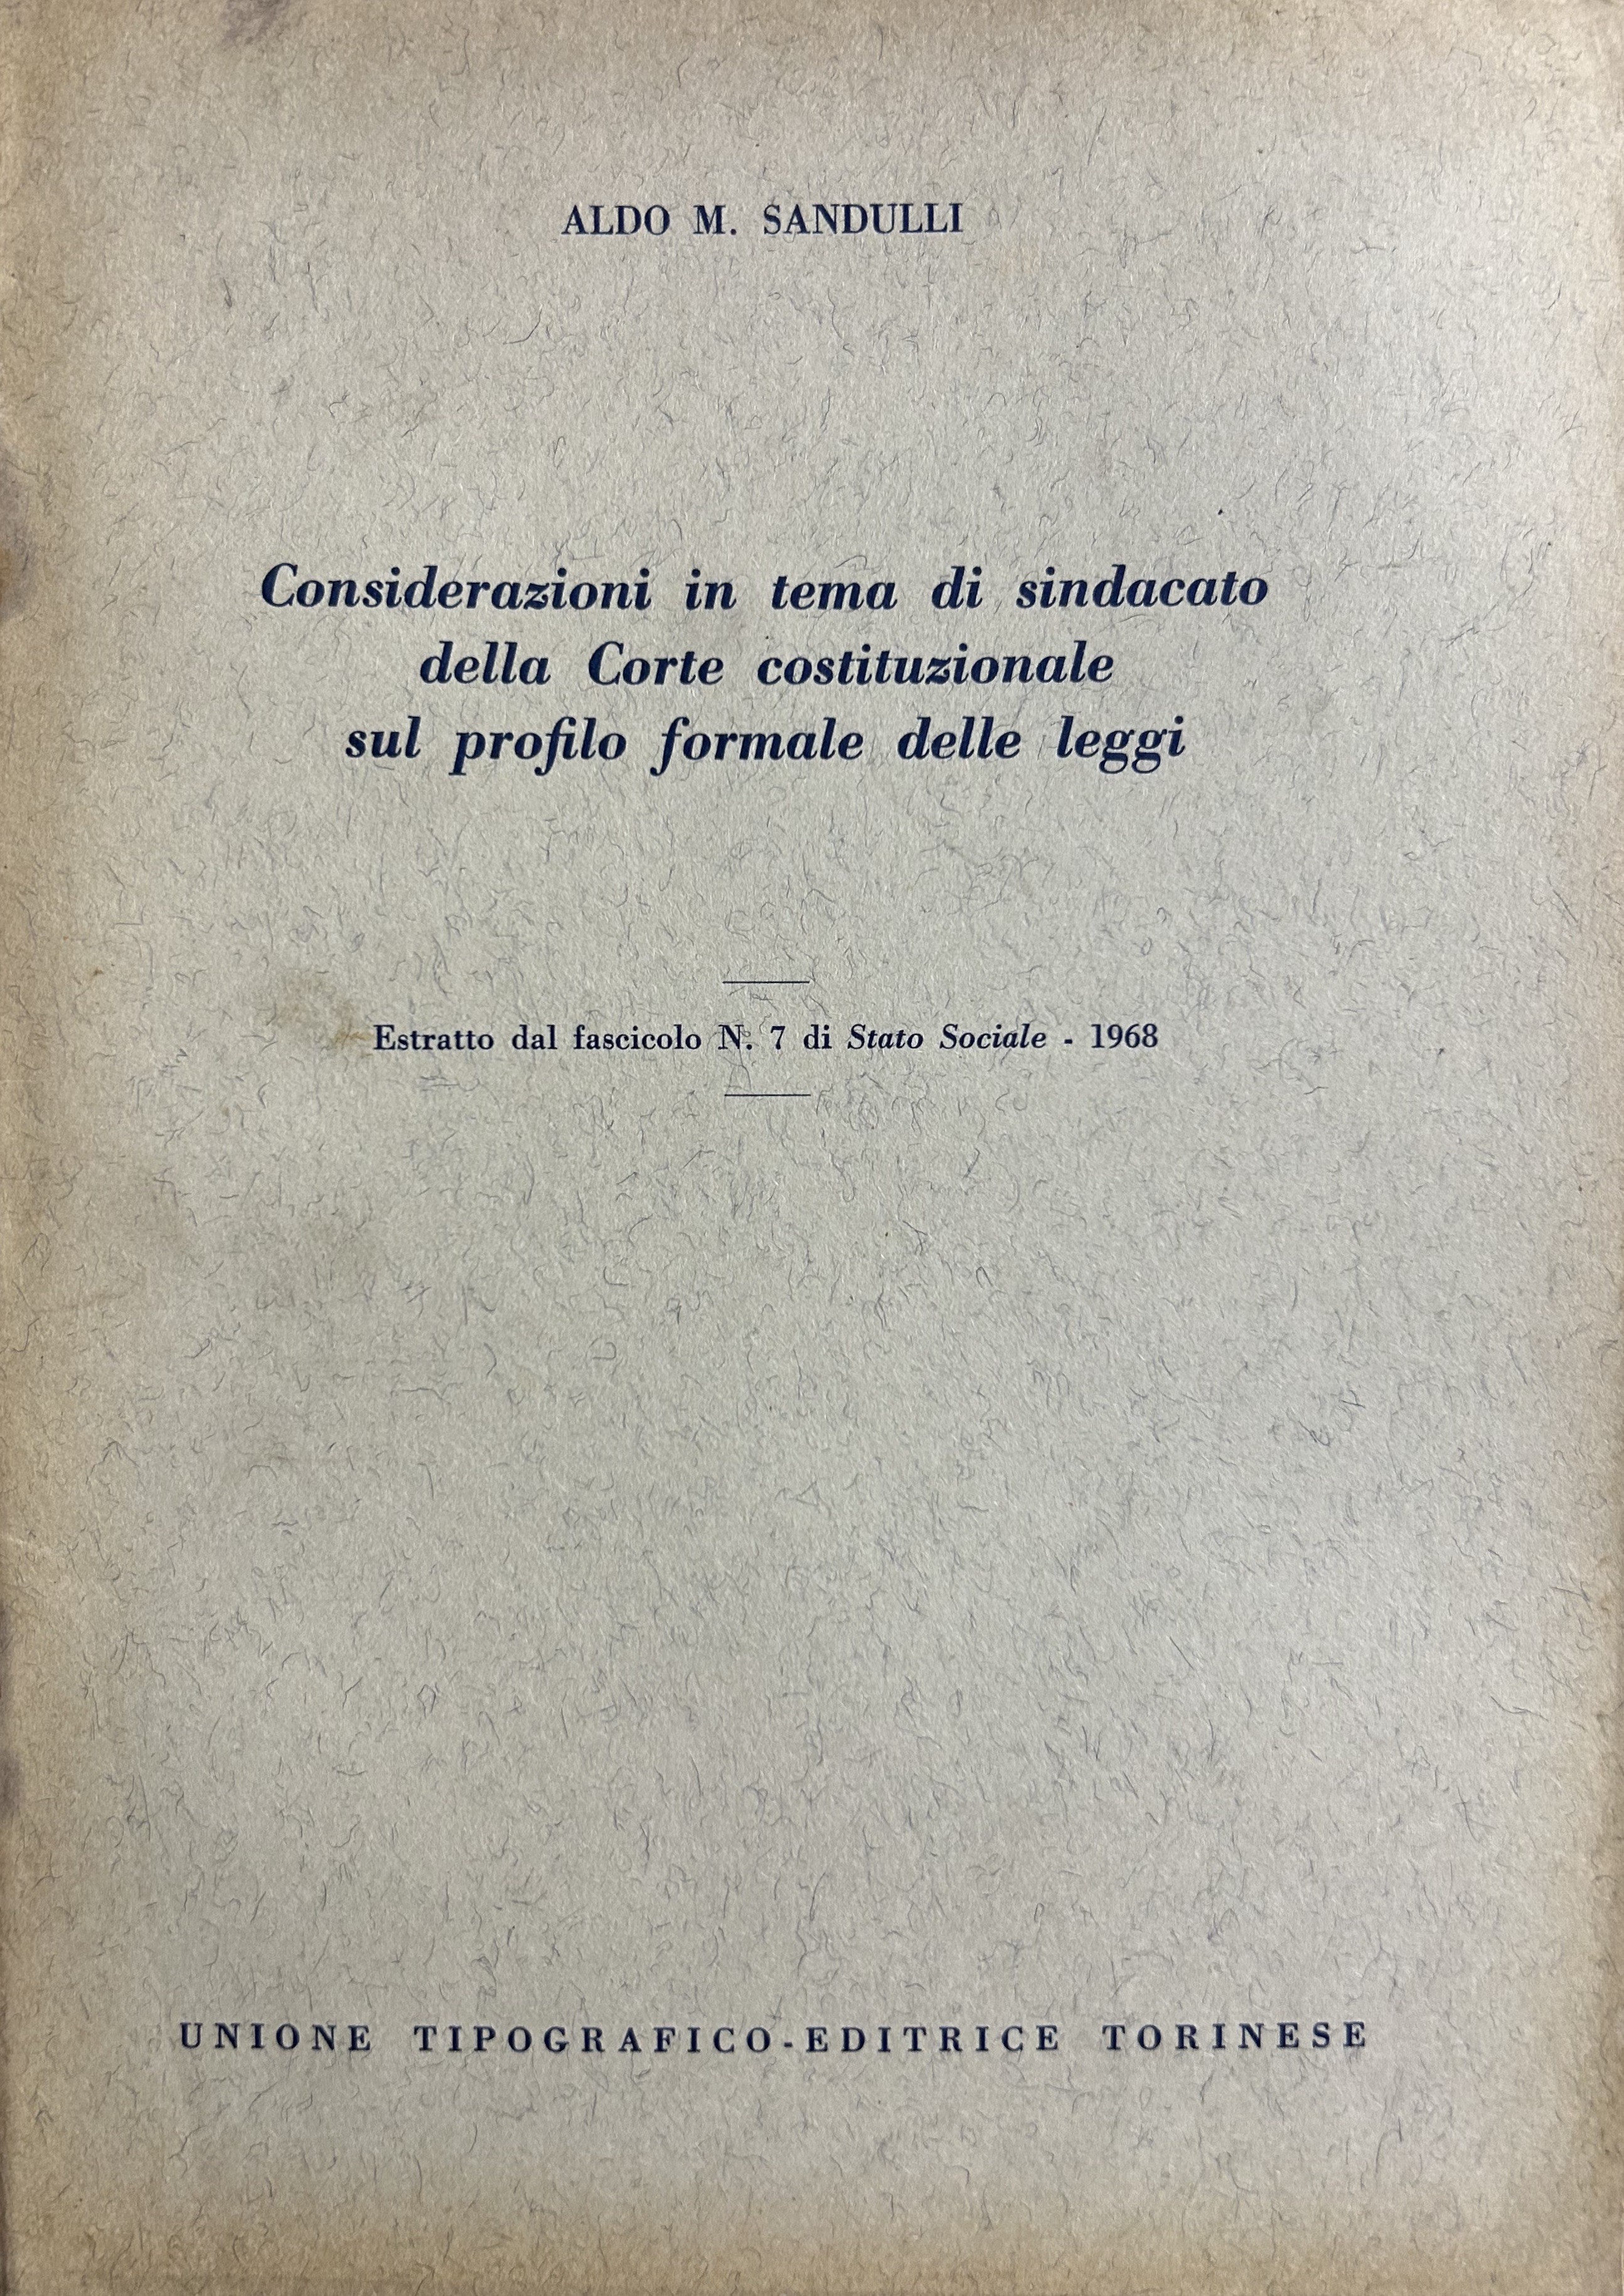 ALDO M. SANDULLI
Considerazioni in tema di sindacato
della Corte costituzionale
sul profilo formale delle leggi
Estratto dal fascicolo N. 7 di Stato Sociale - 1968
UNIONE TIPOGRAFICO-EDITRICE TORINESE